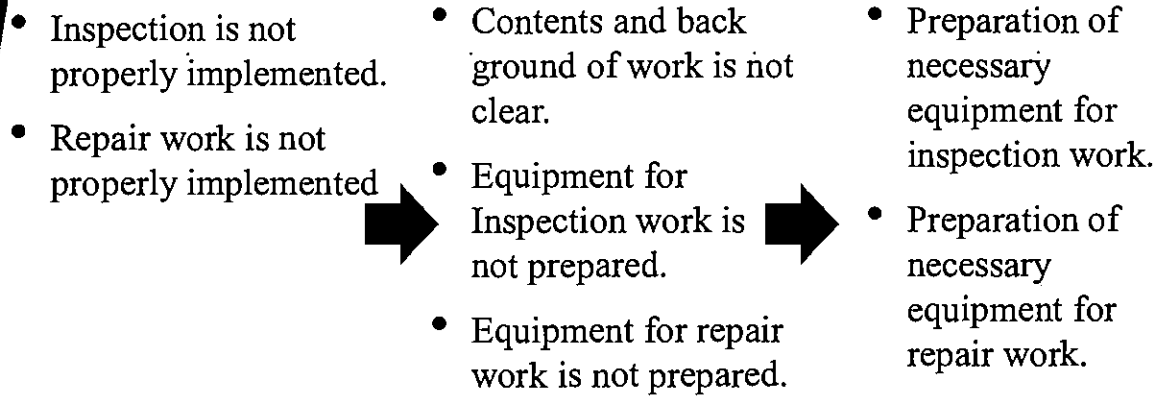 • Inspection is not
properly implemented.
• Repair work is not
properly implemented
• Contents and back
ground of work is not
clear.
• Equipment for
Inspection work is
not prepared.
• Equipment for repair
work is not prepared.
• Preparation of
necessary
equipment for
inspection work.
• Preparation of
necessary
equipment for
repair work.